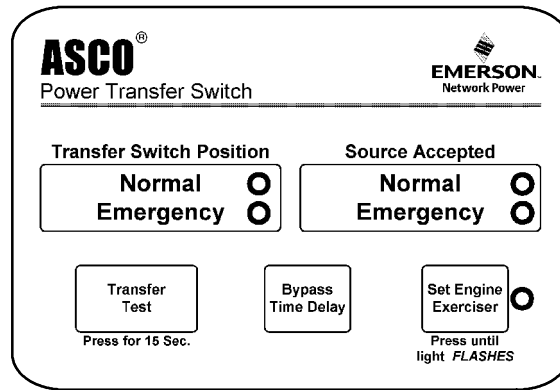 ASCO®
Power Transfer Switch
EMERSON™
Network Power
Transfer Switch Position
Normal
Emergency
Source Accepted
Normal
Emergency
Transfer
Test
Press for 15 Sec.
Bypass
Time Delay
Set Engine
Exerciser
Press until
light FLASHES